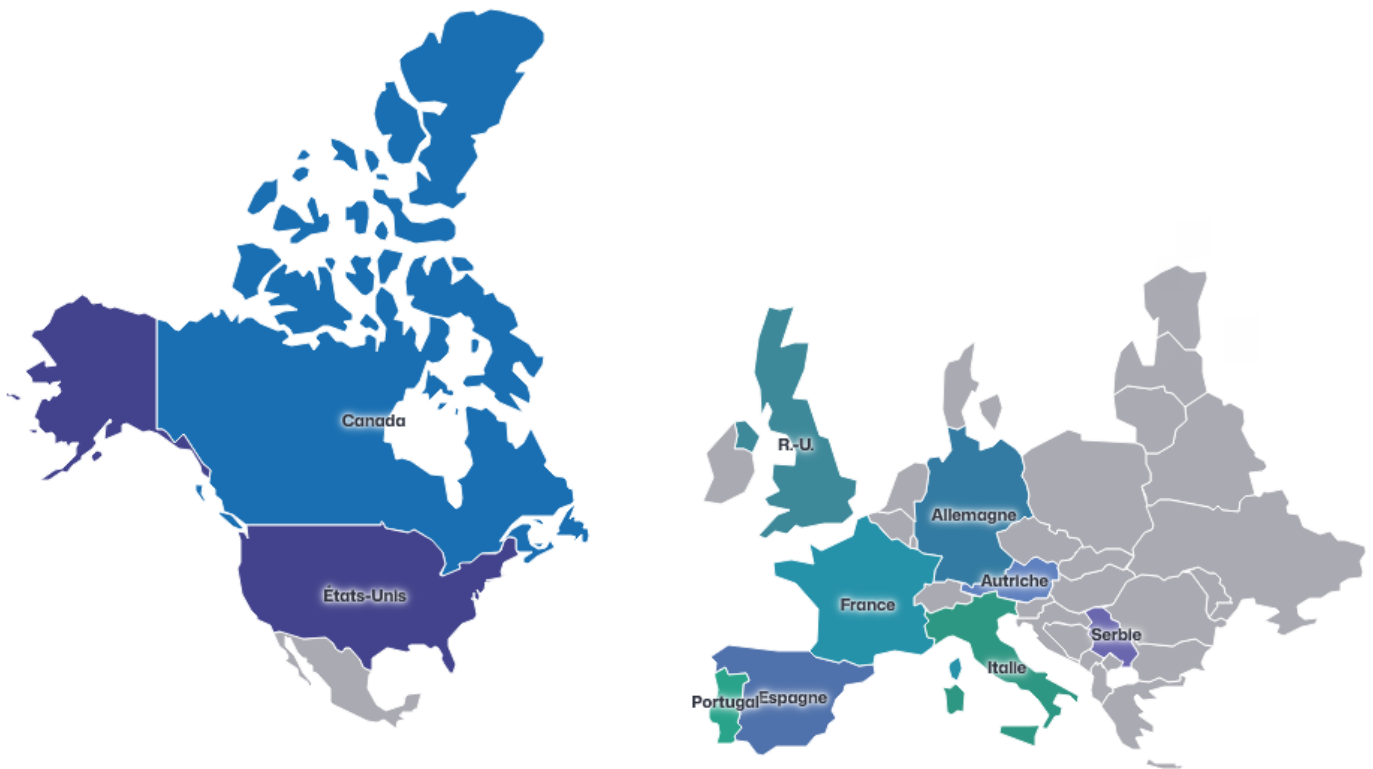 Canada
États-Unis
R.-U.
Allemagne
Autriche
France
Serbie
Italie
Portugal
Espagne